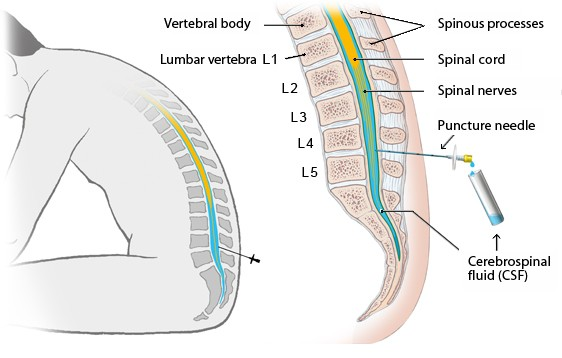 Vertebral body
Spinous processes
Lumbar vertebra L1
Spinal cord
L2
Spinal nerves
L3
Puncture needle
L4
L5
Cerebrospinal
fluid (CSF)